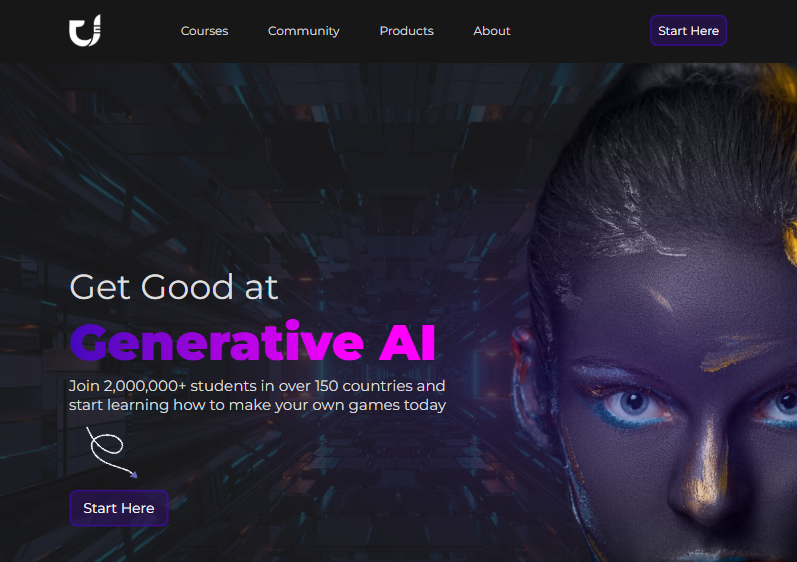 Courses
Community
Products
About
Start Here
Get Good at
Generative AI
Join 2,000,000+ students in over 150 countries and
start learning how to make your own games today
Start Here